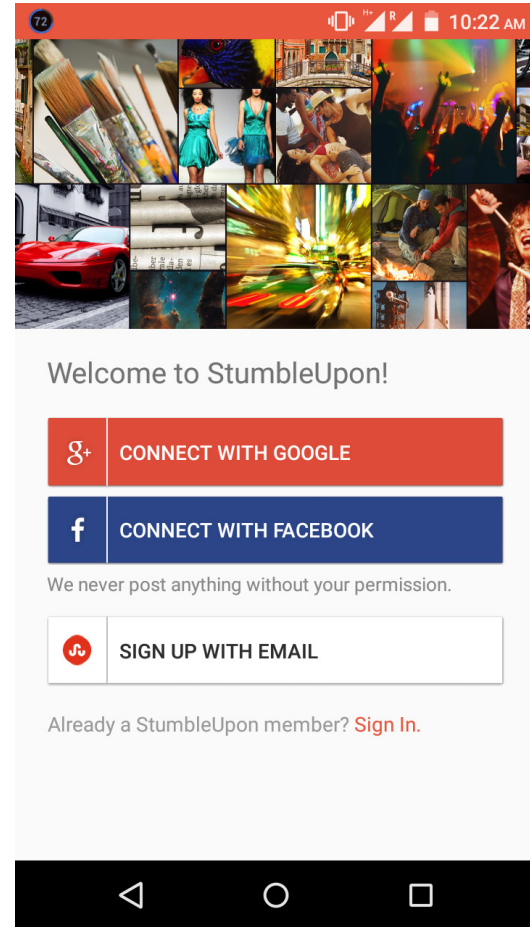 72
H+
R
10:22 AM
Welcome to StumbleUpon!
g+ CONNECT WITH GOOGLE
f CONNECT WITH FACEBOOK
We never post anything without your permission.
SIGN UP WITH EMAIL
Already a StumbleUpon member? Sign In.